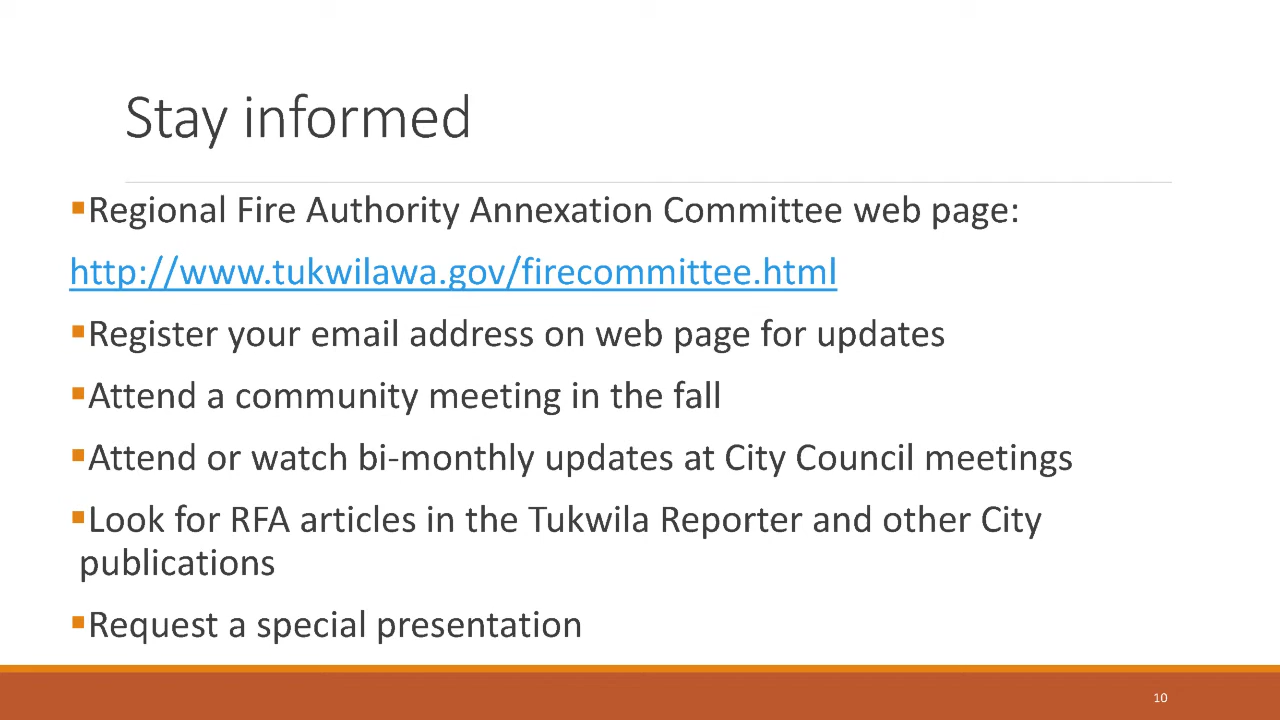 Stay informed
▪Regional Fire Authority Annexation Committee web page:
http://www.tukwilawa.gov/firecommittee.html
▪Register your email address on web page for updates
▪Attend a community meeting in the fall
▪Attend or watch bi-monthly updates at City Council meetings
▪Look for RFA articles in the Tukwila Reporter and other City
publications
▪Request a special presentation
10